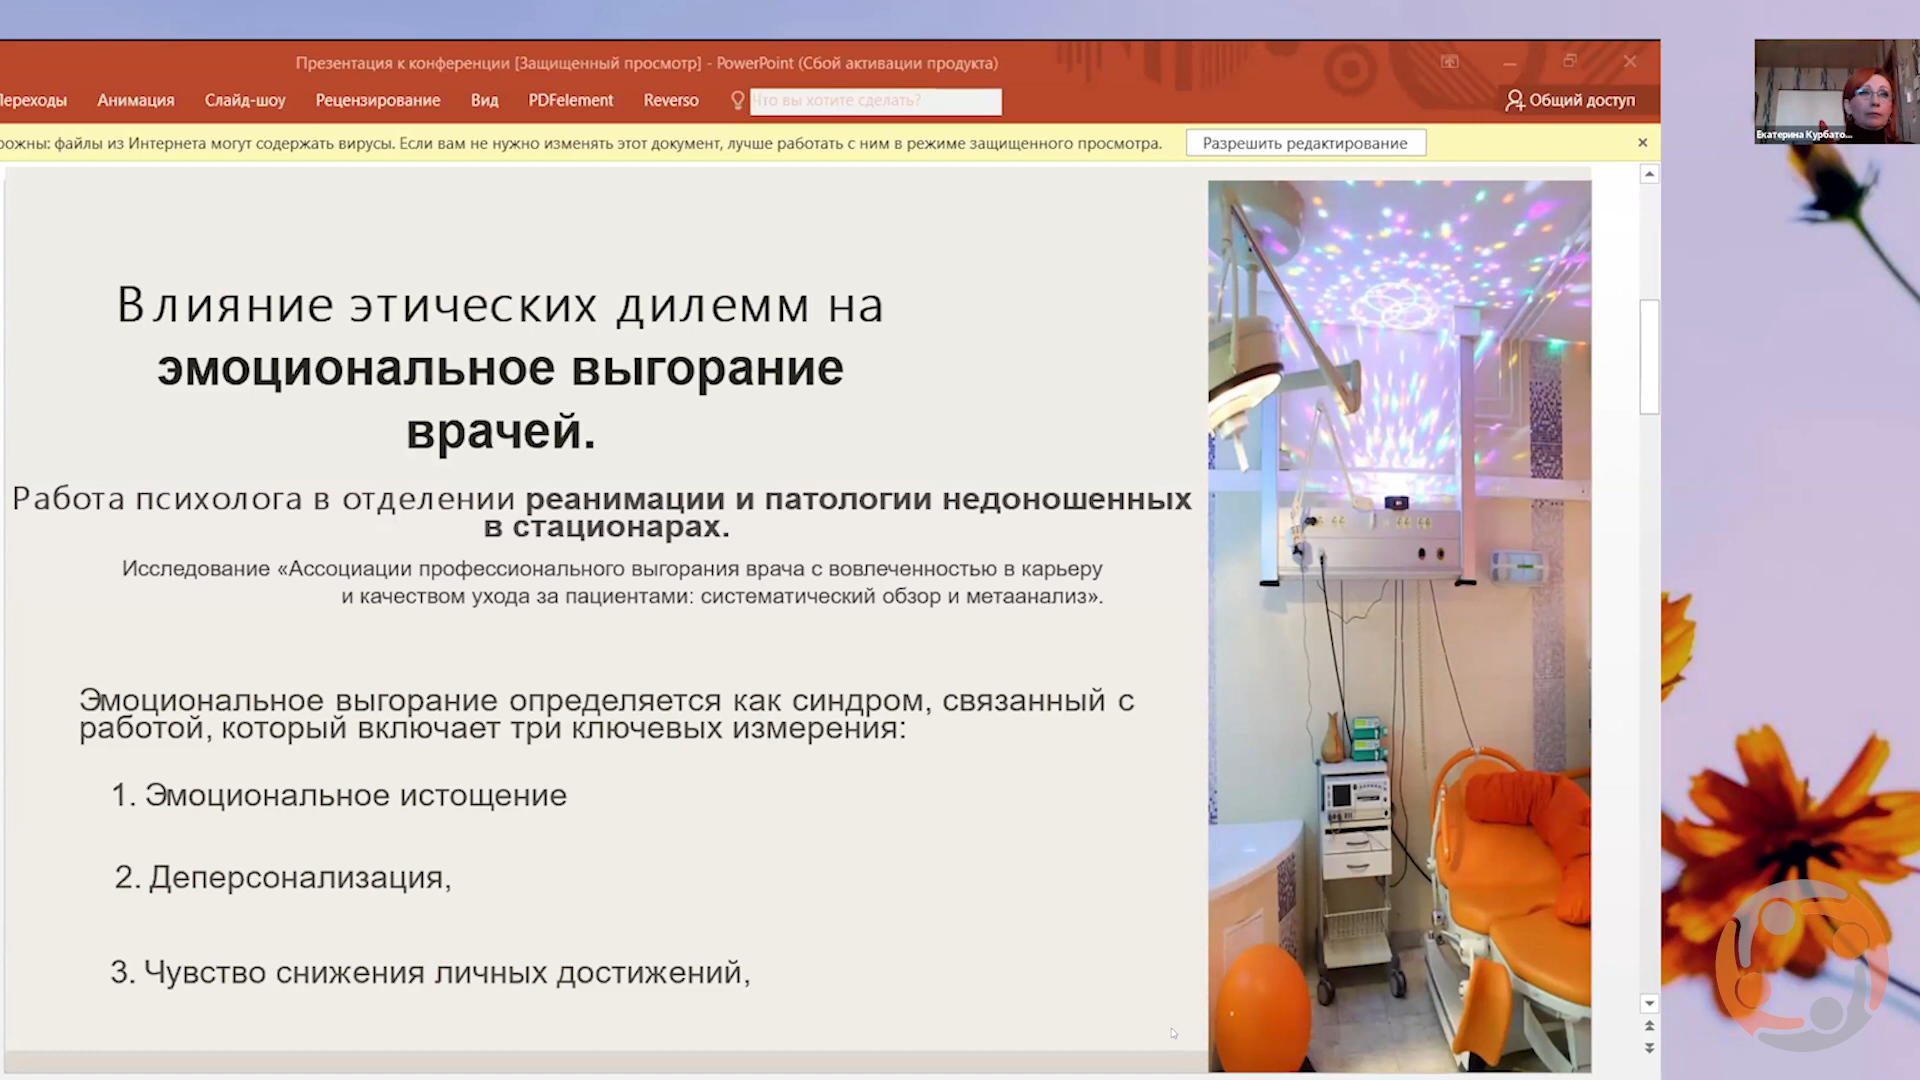 Презентация к конференции [Защищенный просмотр] - PowerPoint (Сбой активации продукта)
Переходы Анимация Слайд-шоу Рецензирование Вид PDFelement Reverso Что вы хотите сделать? Общий доступ
файлы из Интернета могут содержать вирусы. Если вам не нужно изменять этот документ, лучше работать с ним в режиме защищенного просмотра. Разрешить редактирование
Екатерина Курбато...
Влияние этических дилемм на
эмоциональное выгорание
врачей.
Работа психолога в отделении реанимации и патологии недоношенных
в стационарах.
Исследование «Ассоциации профессионального выгорания врача с вовлеченностью в карьеру
и качеством ухода за пациентами: систематический обзор и метаанализ».
Эмоциональное выгорание определяется как синдром, связанный с
работой, который включает три ключевых измерения:
1. Эмоциональное истощение
2. Деперсонализация,
3. Чувство снижения личных достижений,